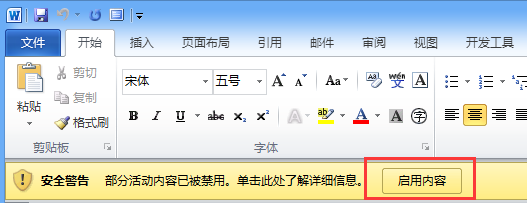 W
文件 开始 插入 页面布局 引用 邮件 审阅 视图 开发工具
粘贴
剪切
复制
格式刷
剪贴板
宋体 五号 A A Aa wén 文 A
B I U abc x₂ x² A ab A A 字
字体
安全警告 部分活动内容已被禁用。单击此处了解详细信息。 启用内容